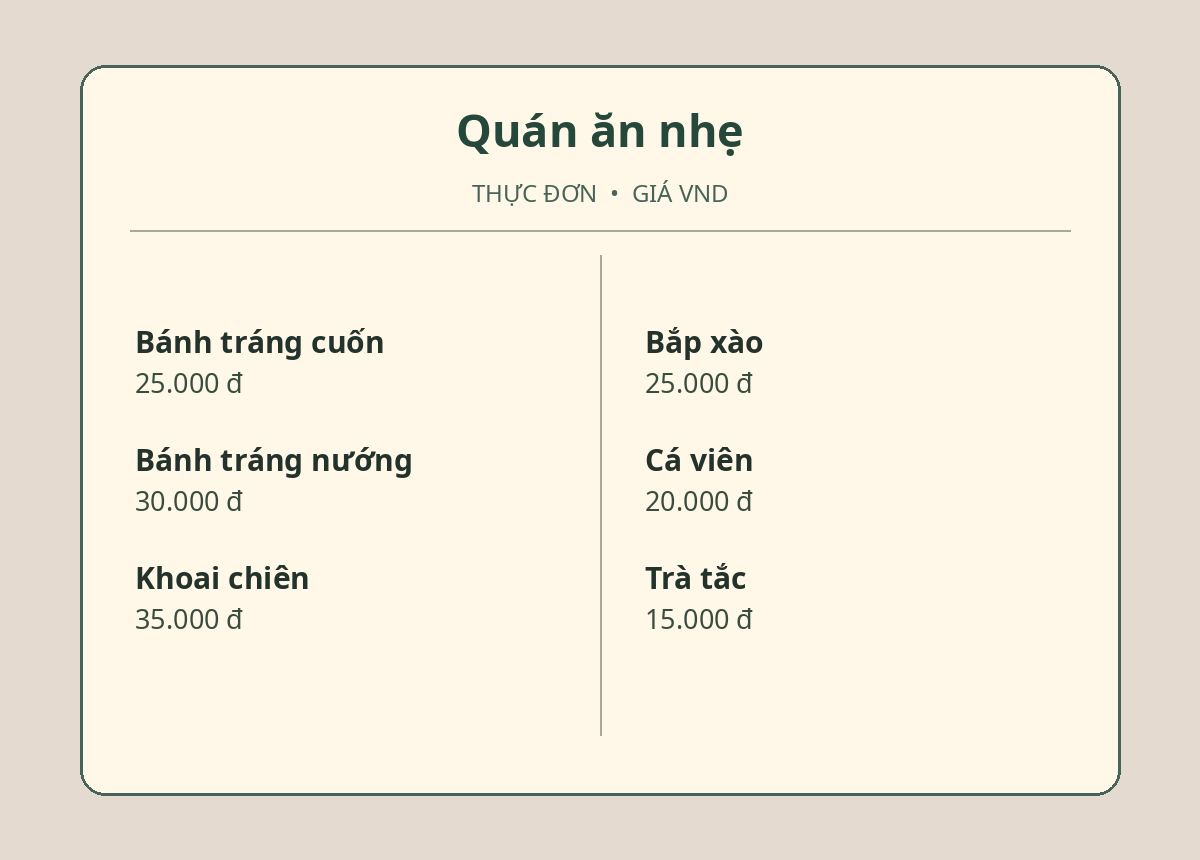 Quán ăn nhẹ
THỰC ĐƠN • GIÁ VND
Bánh tráng cuốn
25.000 đ
Bánh tráng nướng
30.000 đ
Khoai chiên
35.000 đ
Bắp xào
25.000 đ
Cá viên
20.000 đ
Trà tắc
15.000 đ